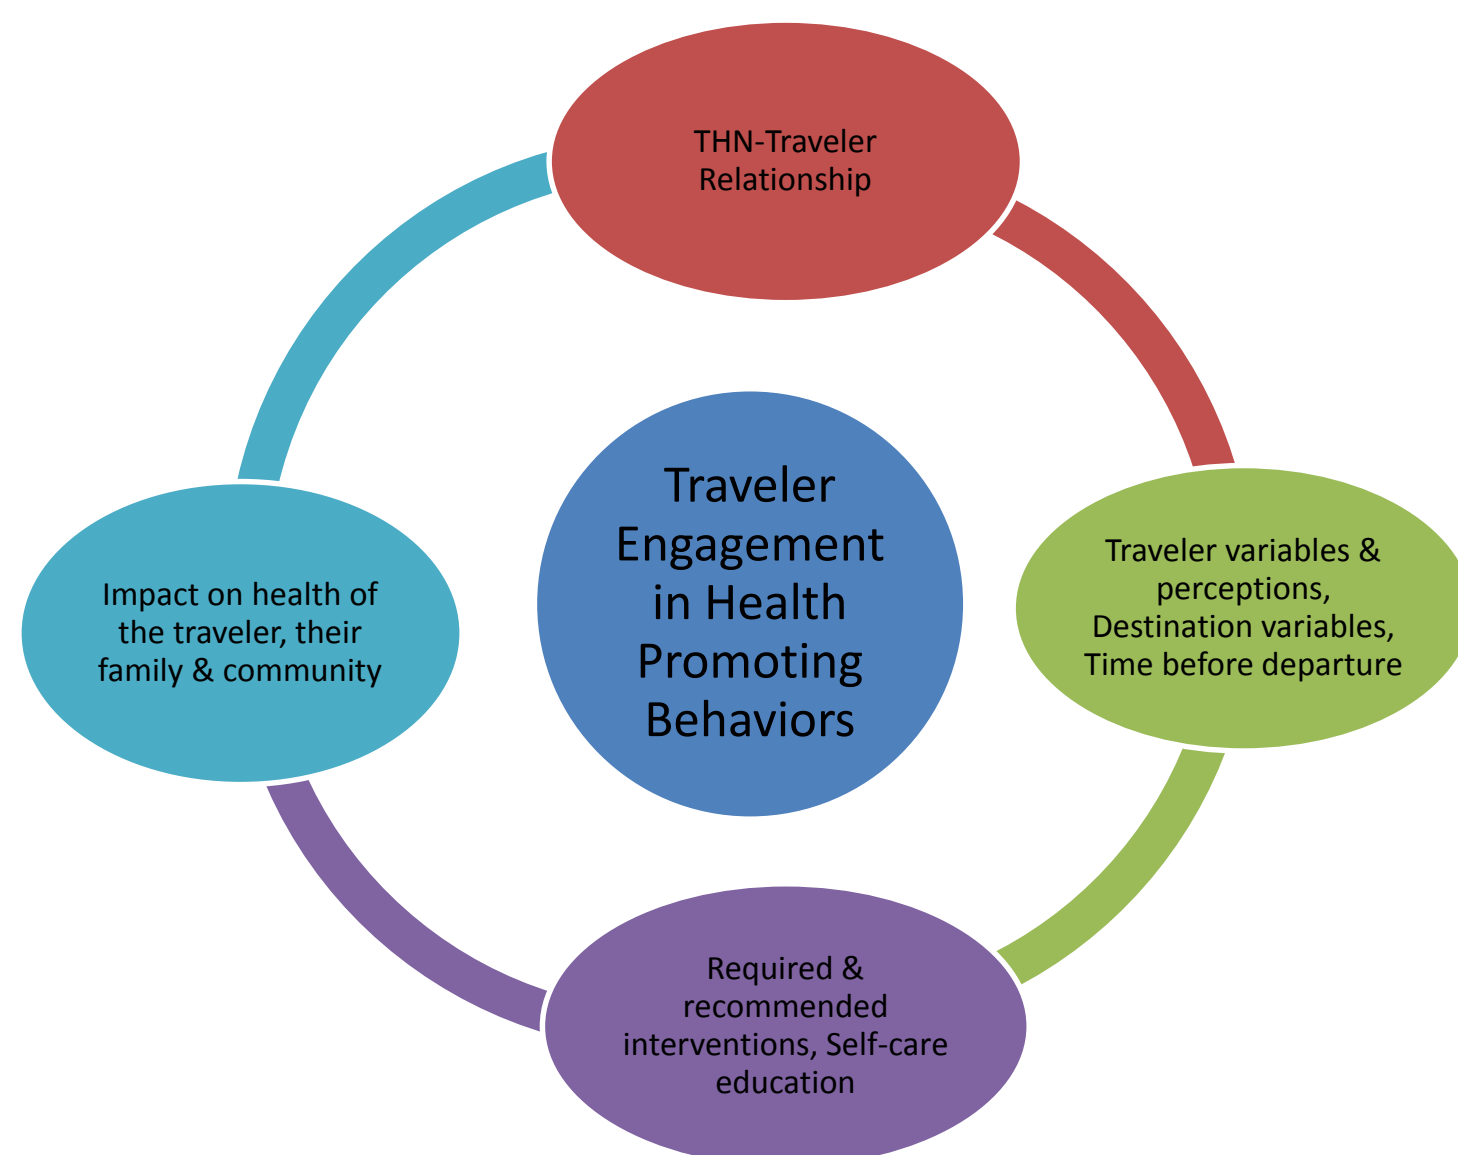 THN-Traveler
Relationship
Traveler
Engagement
in Health
Promoting
Behaviors
Traveler variables &
perceptions,
Destination variables,
Time before departure
Required &
recommended
interventions, Self-care
education
Impact on health of
the traveler, their
family & community